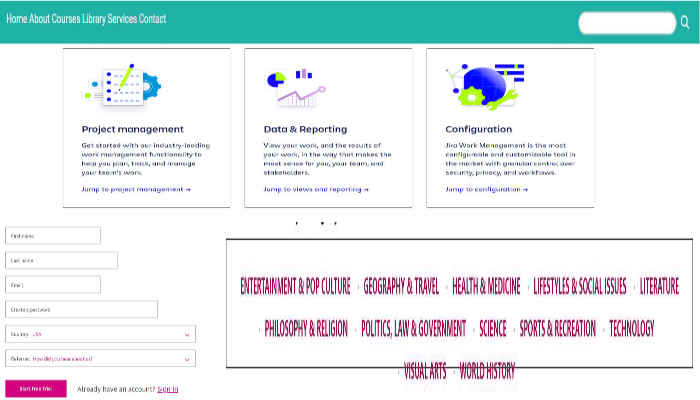 Home About Courses Library Services Contact
Project management
Get started with our industry-leading
work management functionality to
help you plan, track, and manage
your team's work.
Jump to project management →
Data & Reporting
View your work, and the results of
your work, in the way that makes the
most sense for you, your team, and
stakeholders.
Jump to views and reporting →
Configuration
Jira Work Management is the most
configurable and customizable tool in
the market with granular control over
security, privacy, and workflows.
Jump to configuration →
First name
Last name
Email
Create a password
Country: USA
Referrer: How did you hear about us?
Start Free Trial
Already have an account? Sign In
ENTERTAINMENT & POP CULTURE · GEOGRAPHY & TRAVEL · HEALTH & MEDICINE · LIFESTYLES & SOCIAL ISSUES · LITERATURE
· PHILOSOPHY & RELIGION · POLITICS, LAW & GOVERNMENT · SCIENCE · SPORTS & RECREATION · TECHNOLOGY
· VISUAL ARTS · WORLD HISTORY